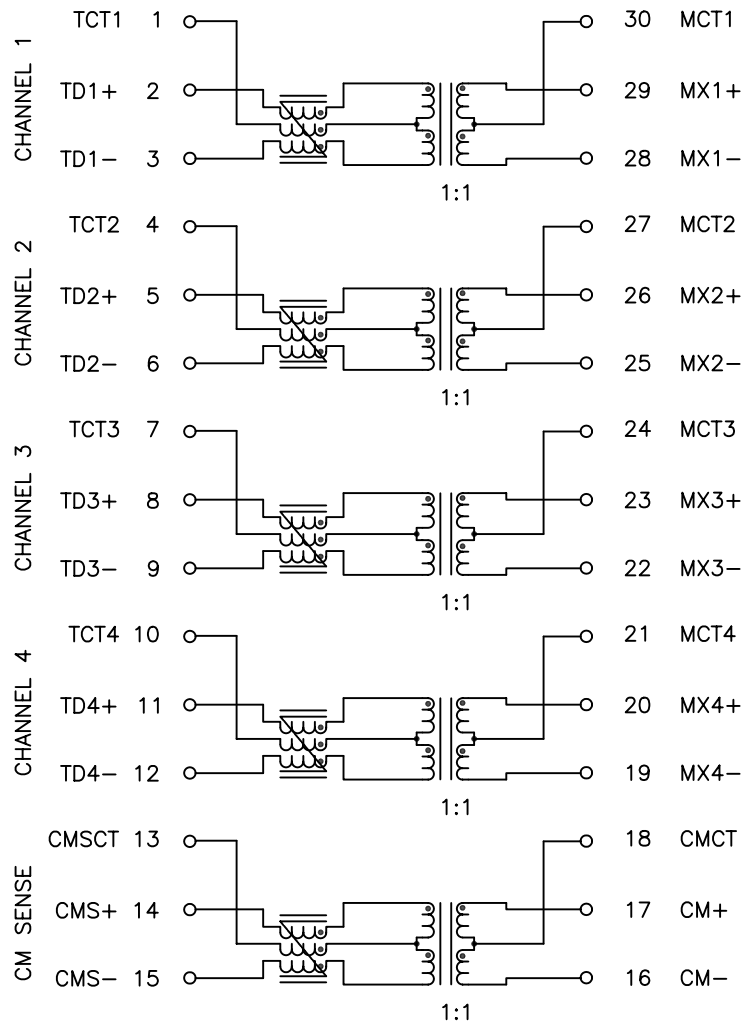 CHANNEL 1
TCT1 1 30 MCT1
TD1+ 2 29 MX1+
TD1− 3 28 MX1−
1:1
CHANNEL 2
TCT2 4 27 MCT2
TD2+ 5 26 MX2+
TD2− 6 25 MX2−
1:1
CHANNEL 3
TCT3 7 24 MCT3
TD3+ 8 23 MX3+
TD3− 9 22 MX3−
1:1
CHANNEL 4
TCT4 10 21 MCT4
TD4+ 11 20 MX4+
TD4− 12 19 MX4−
1:1
CM SENSE
CMSCT 13 18 CMCT
CMS+ 14 17 CM+
CMS− 15 16 CM−
1:1